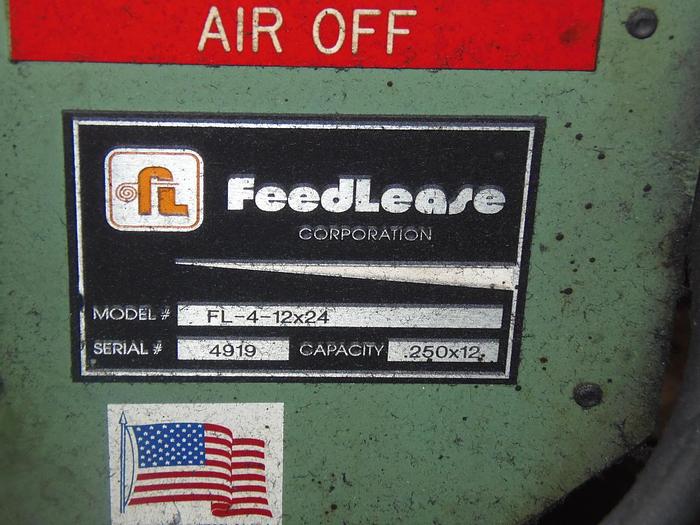 AIR OFF
FL
FeedLease
CORPORATION
MODEL # FL-4-12x24
SERIAL # 4919 CAPACITY .250x12.